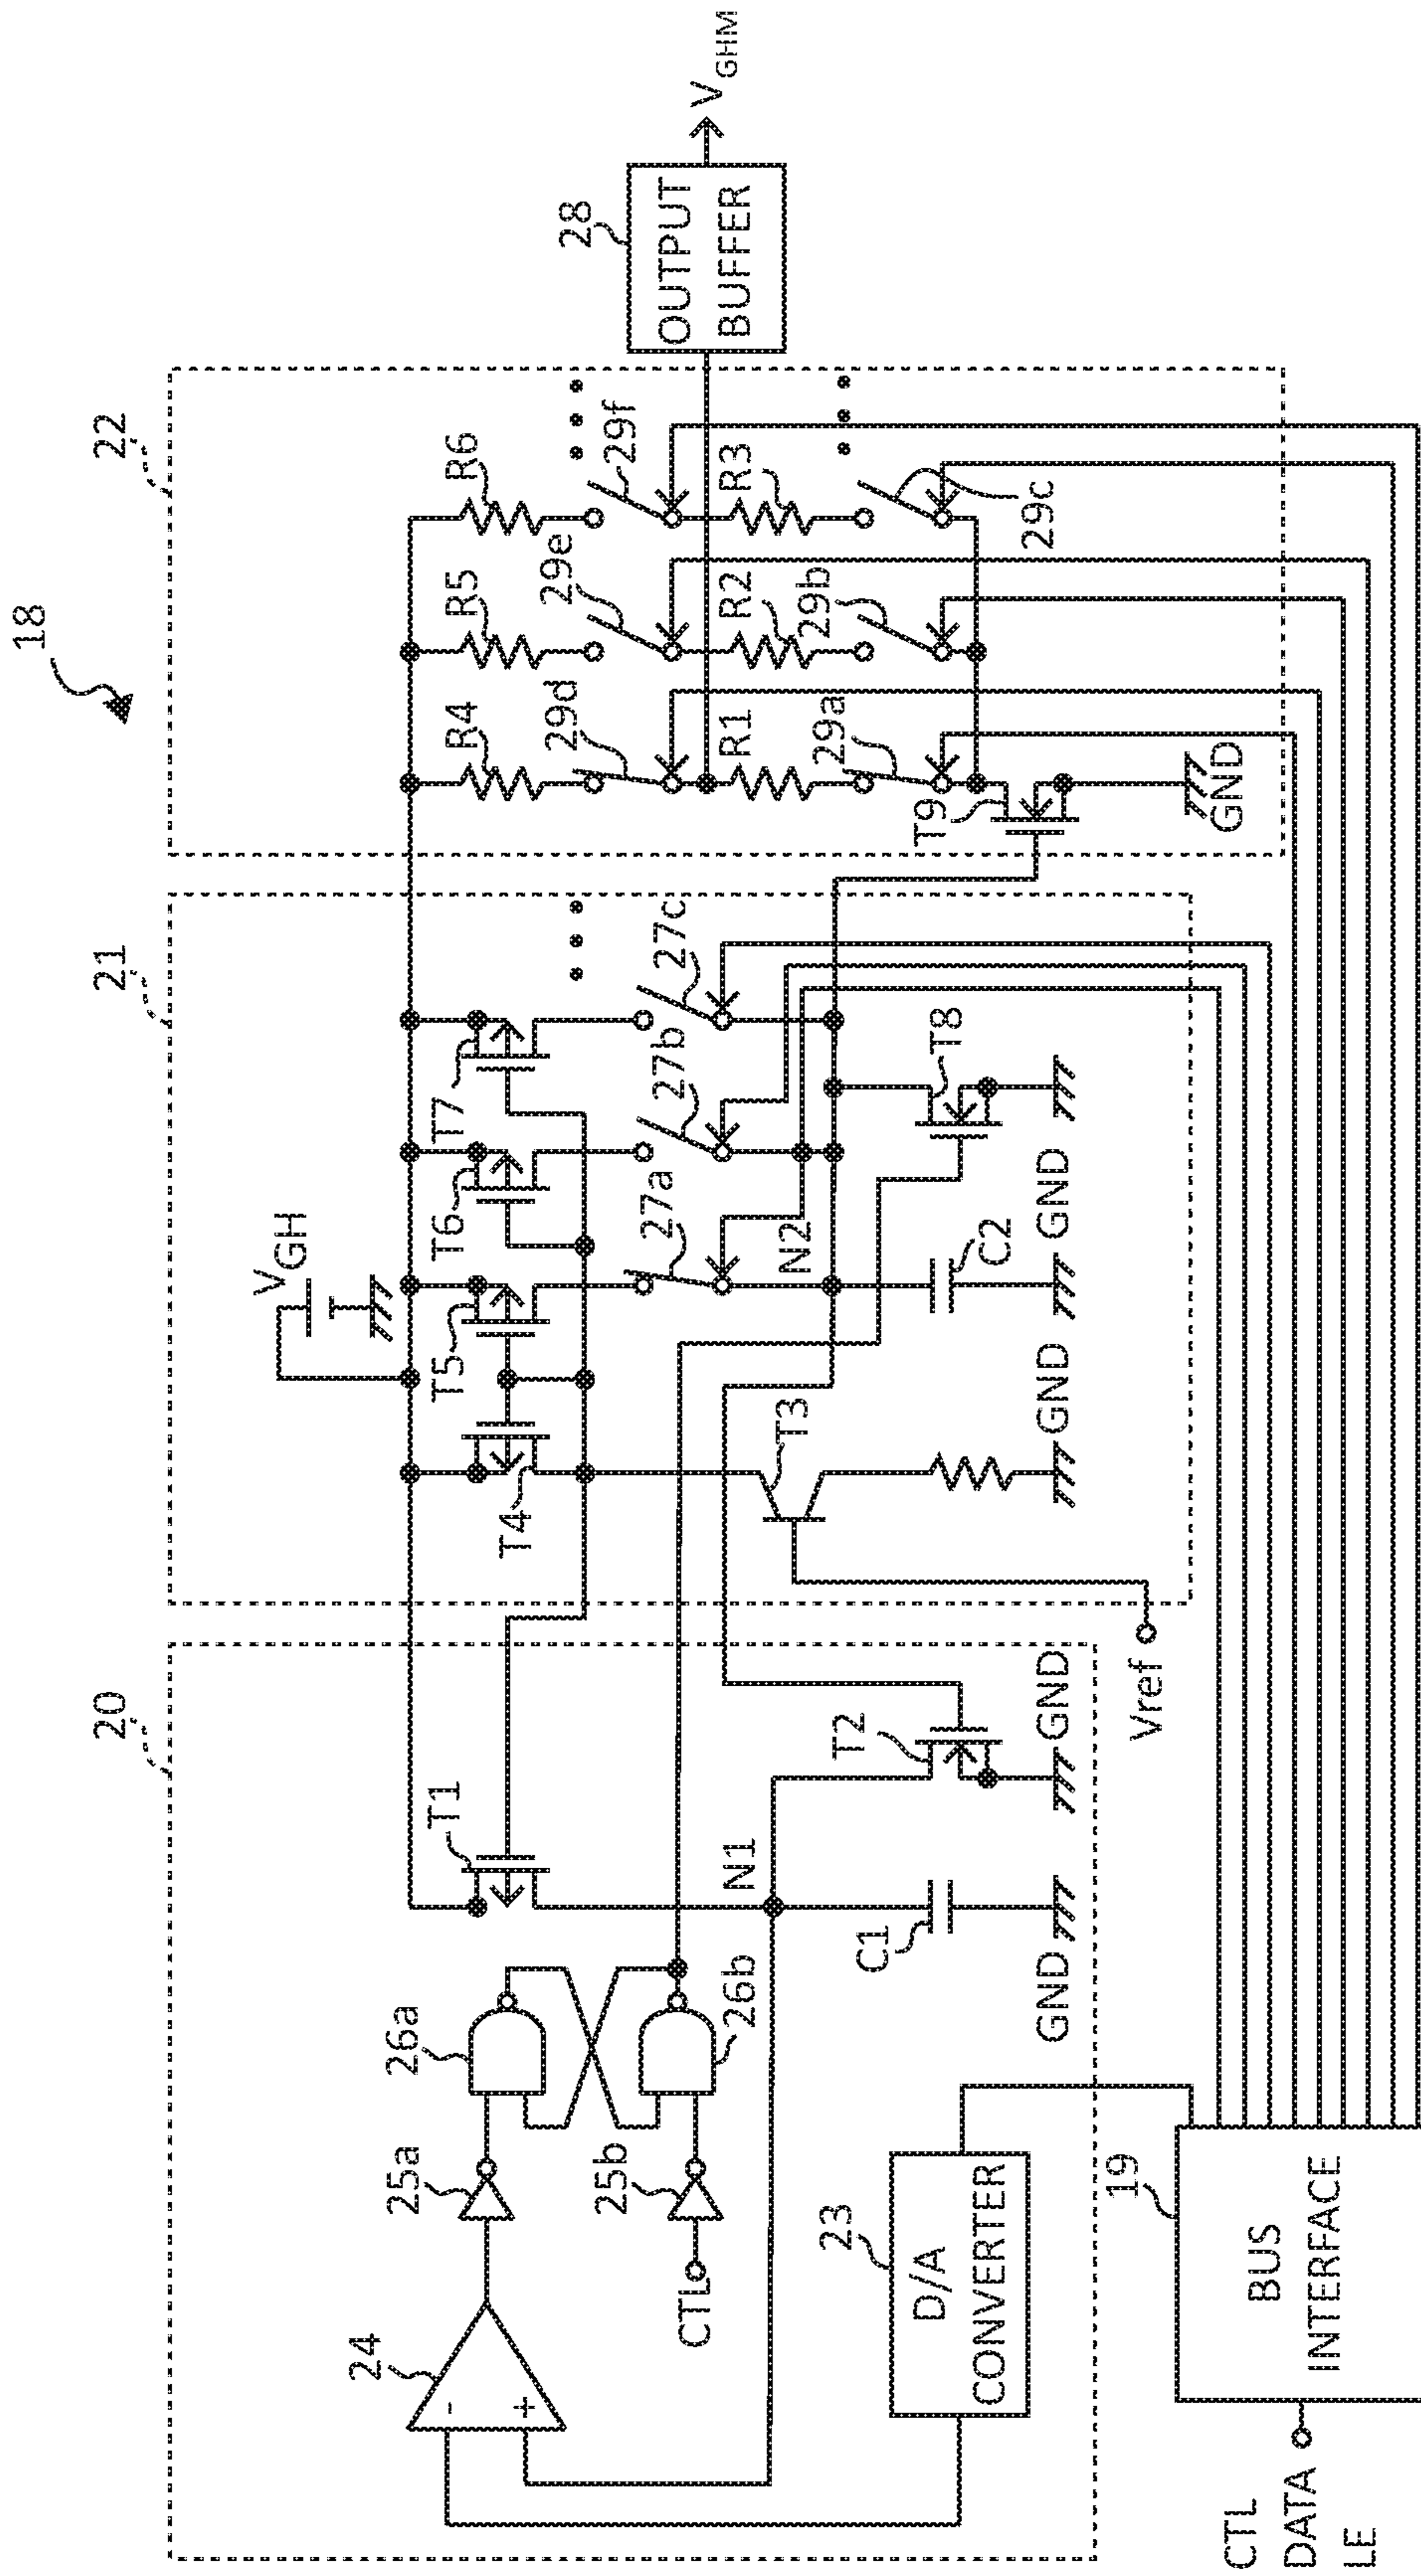 18
20
21
22
24
25a
26a
25b
26b
CTL
-
+
23
D/A
CONVERTER
T1
N1
C1
GND
T2
GND
Vref
VGH
T4
T5
T6
T7
T3
GND
27a
27b
27c
N2
C2
GND
T8
GND
R4
R5
R6
29d
29e
29f
R1
R2
R3
29a
29b
29c
T9
GND
28
OUTPUT
BUFFER
VGHM
19
BUS
INTERFACE
CTL
DATA
LE